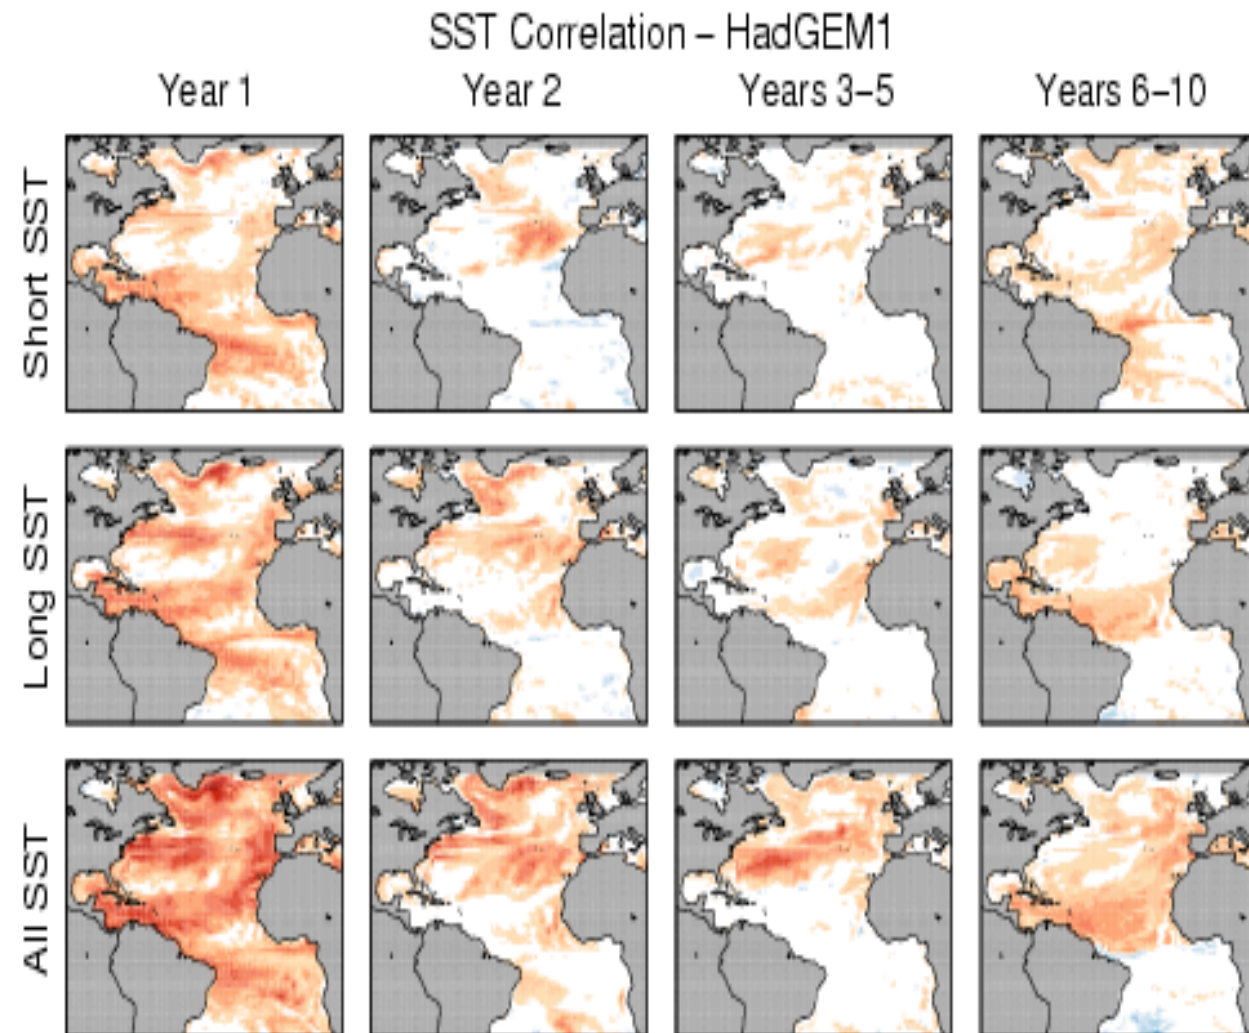 SST Correlation – HadGEM1
Year 1
Year 2
Years 3–5
Years 6–10
Short SST
Long SST
All SST